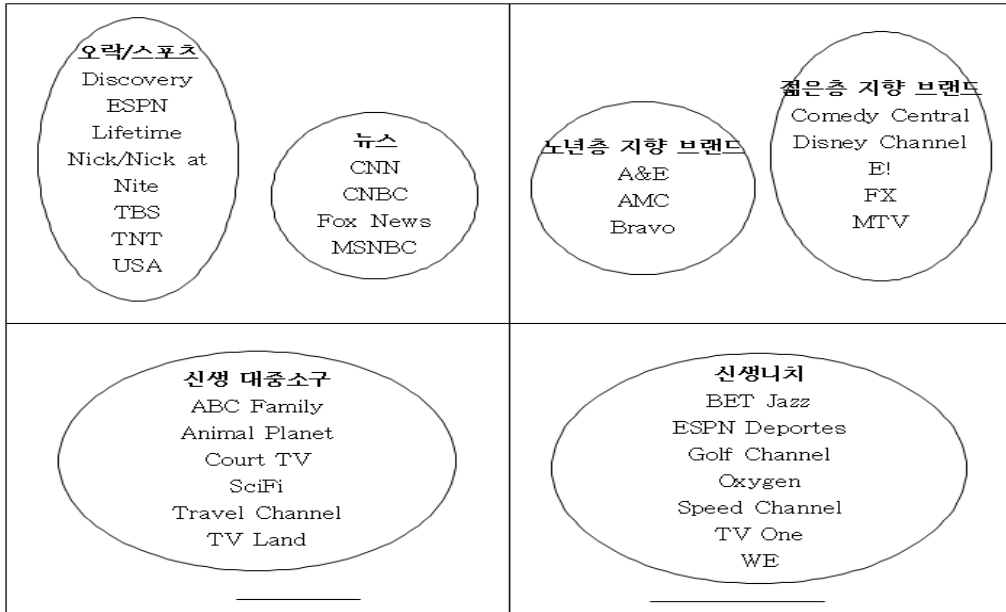 오락/스포츠
Discovery
ESPN
Lifetime
Nick/Nick at
Nite
TBS
TNT
USA
뉴스
CNN
CNBC
Fox News
MSNBC
노년층 지향 브랜드
A&E
AMC
Bravo
젊은층 지향 브랜드
Comedy Central
Disney Channel
E!
FX
MTV
신생 대중소구
ABC Family
Animal Planet
Court TV
SciFi
Travel Channel
TV Land
신생니치
BET Jazz
ESPN Deportes
Golf Channel
Oxygen
Speed Channel
TV One
WE